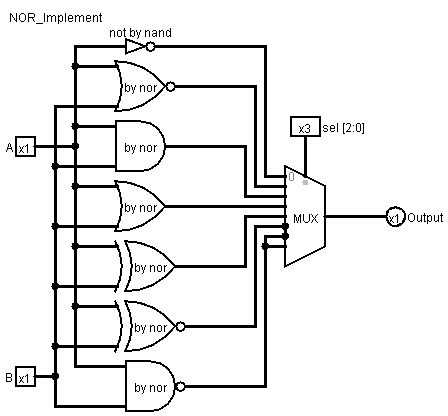 NOR_Implement
not by nand
by nor
x3 sel [2:0]
A x1
by nor
0
by nor
MUX
x1 Output
by nor
by nor
B x1
by nor